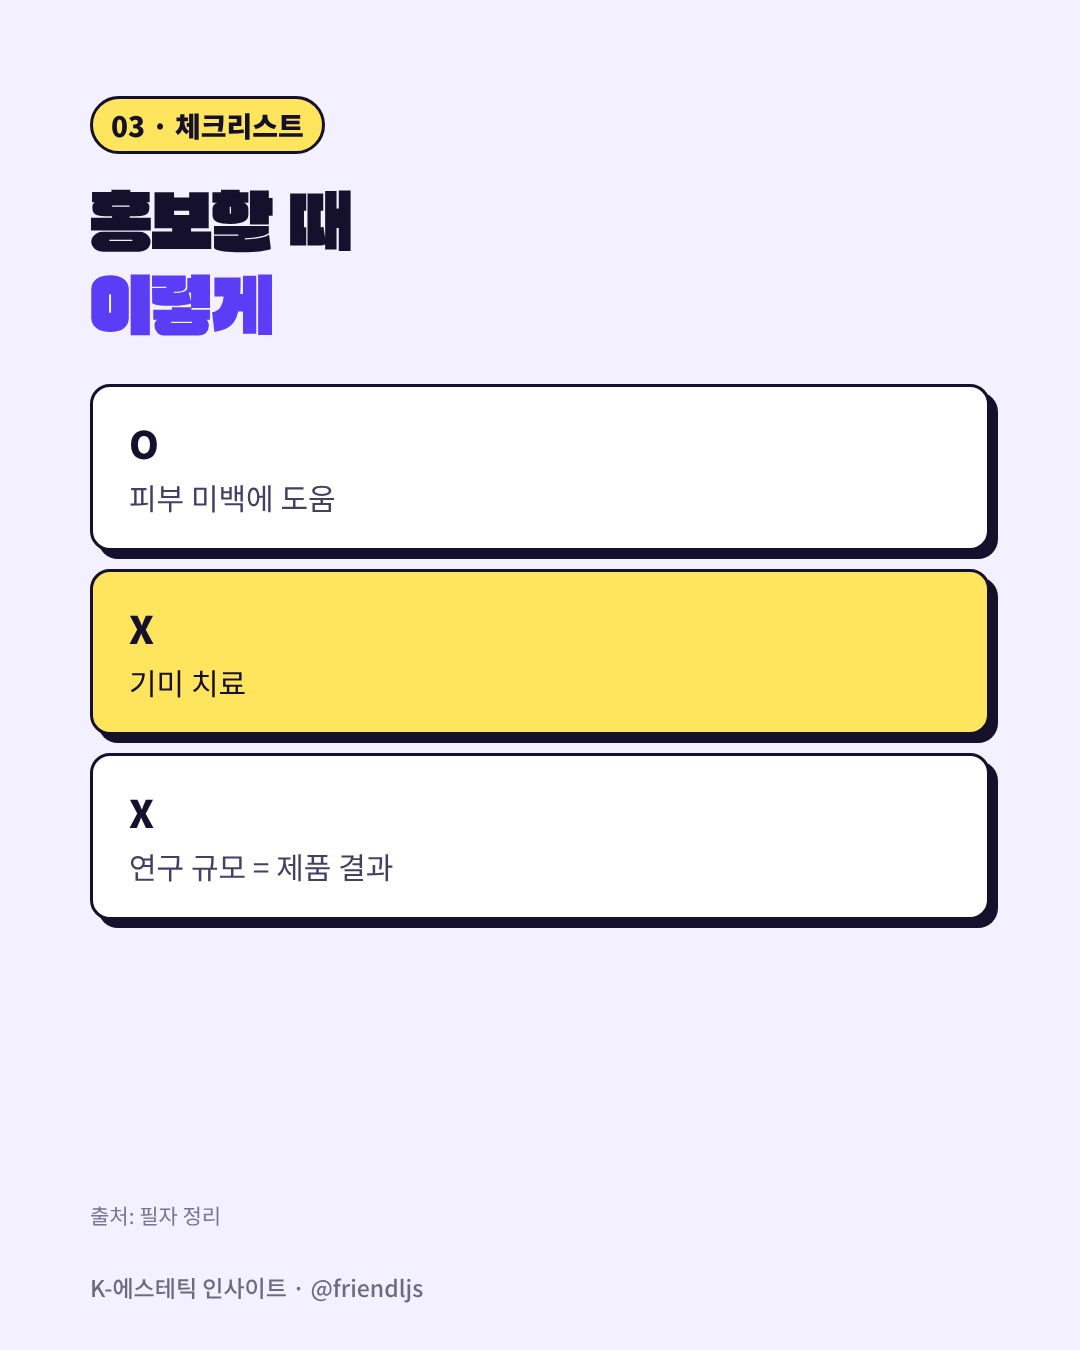 03 · 체크리스트
홍보할 때
이렇게
O
피부 미백에 도움
X
기미 치료
X
연구 규모 = 제품 결과
출처: 필자 정리
K-에스테틱 인사이트 · @friendljs